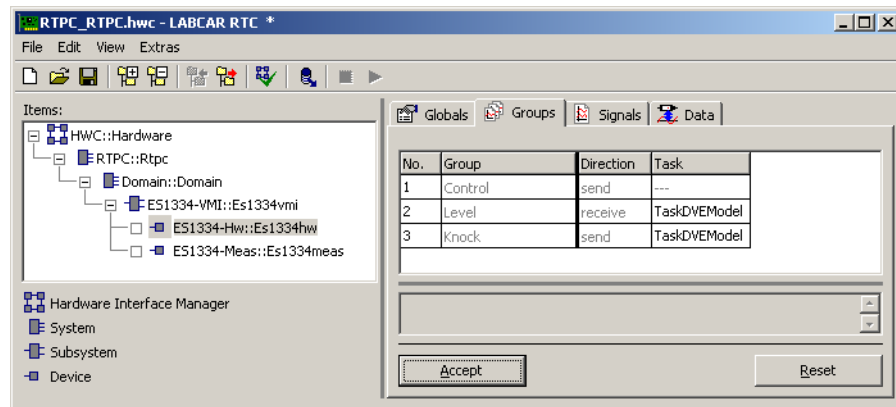 RTPC_RTPC.hwc - LABCAR RTC *
File Edit View Extras
Items:
HWC::Hardware
RTPC::Rtpc
Domain::Domain
ES1334-VMI::Es1334vmi
ES1334-Hw::Es1334hw
ES1334-Meas::Es1334meas
Hardware Interface Manager
System
Subsystem
Device
Globals Groups Signals Data
No. Group Direction Task
1 Control send ---
2 Level receive TaskDVEModel
3 Knock send TaskDVEModel
Accept Reset